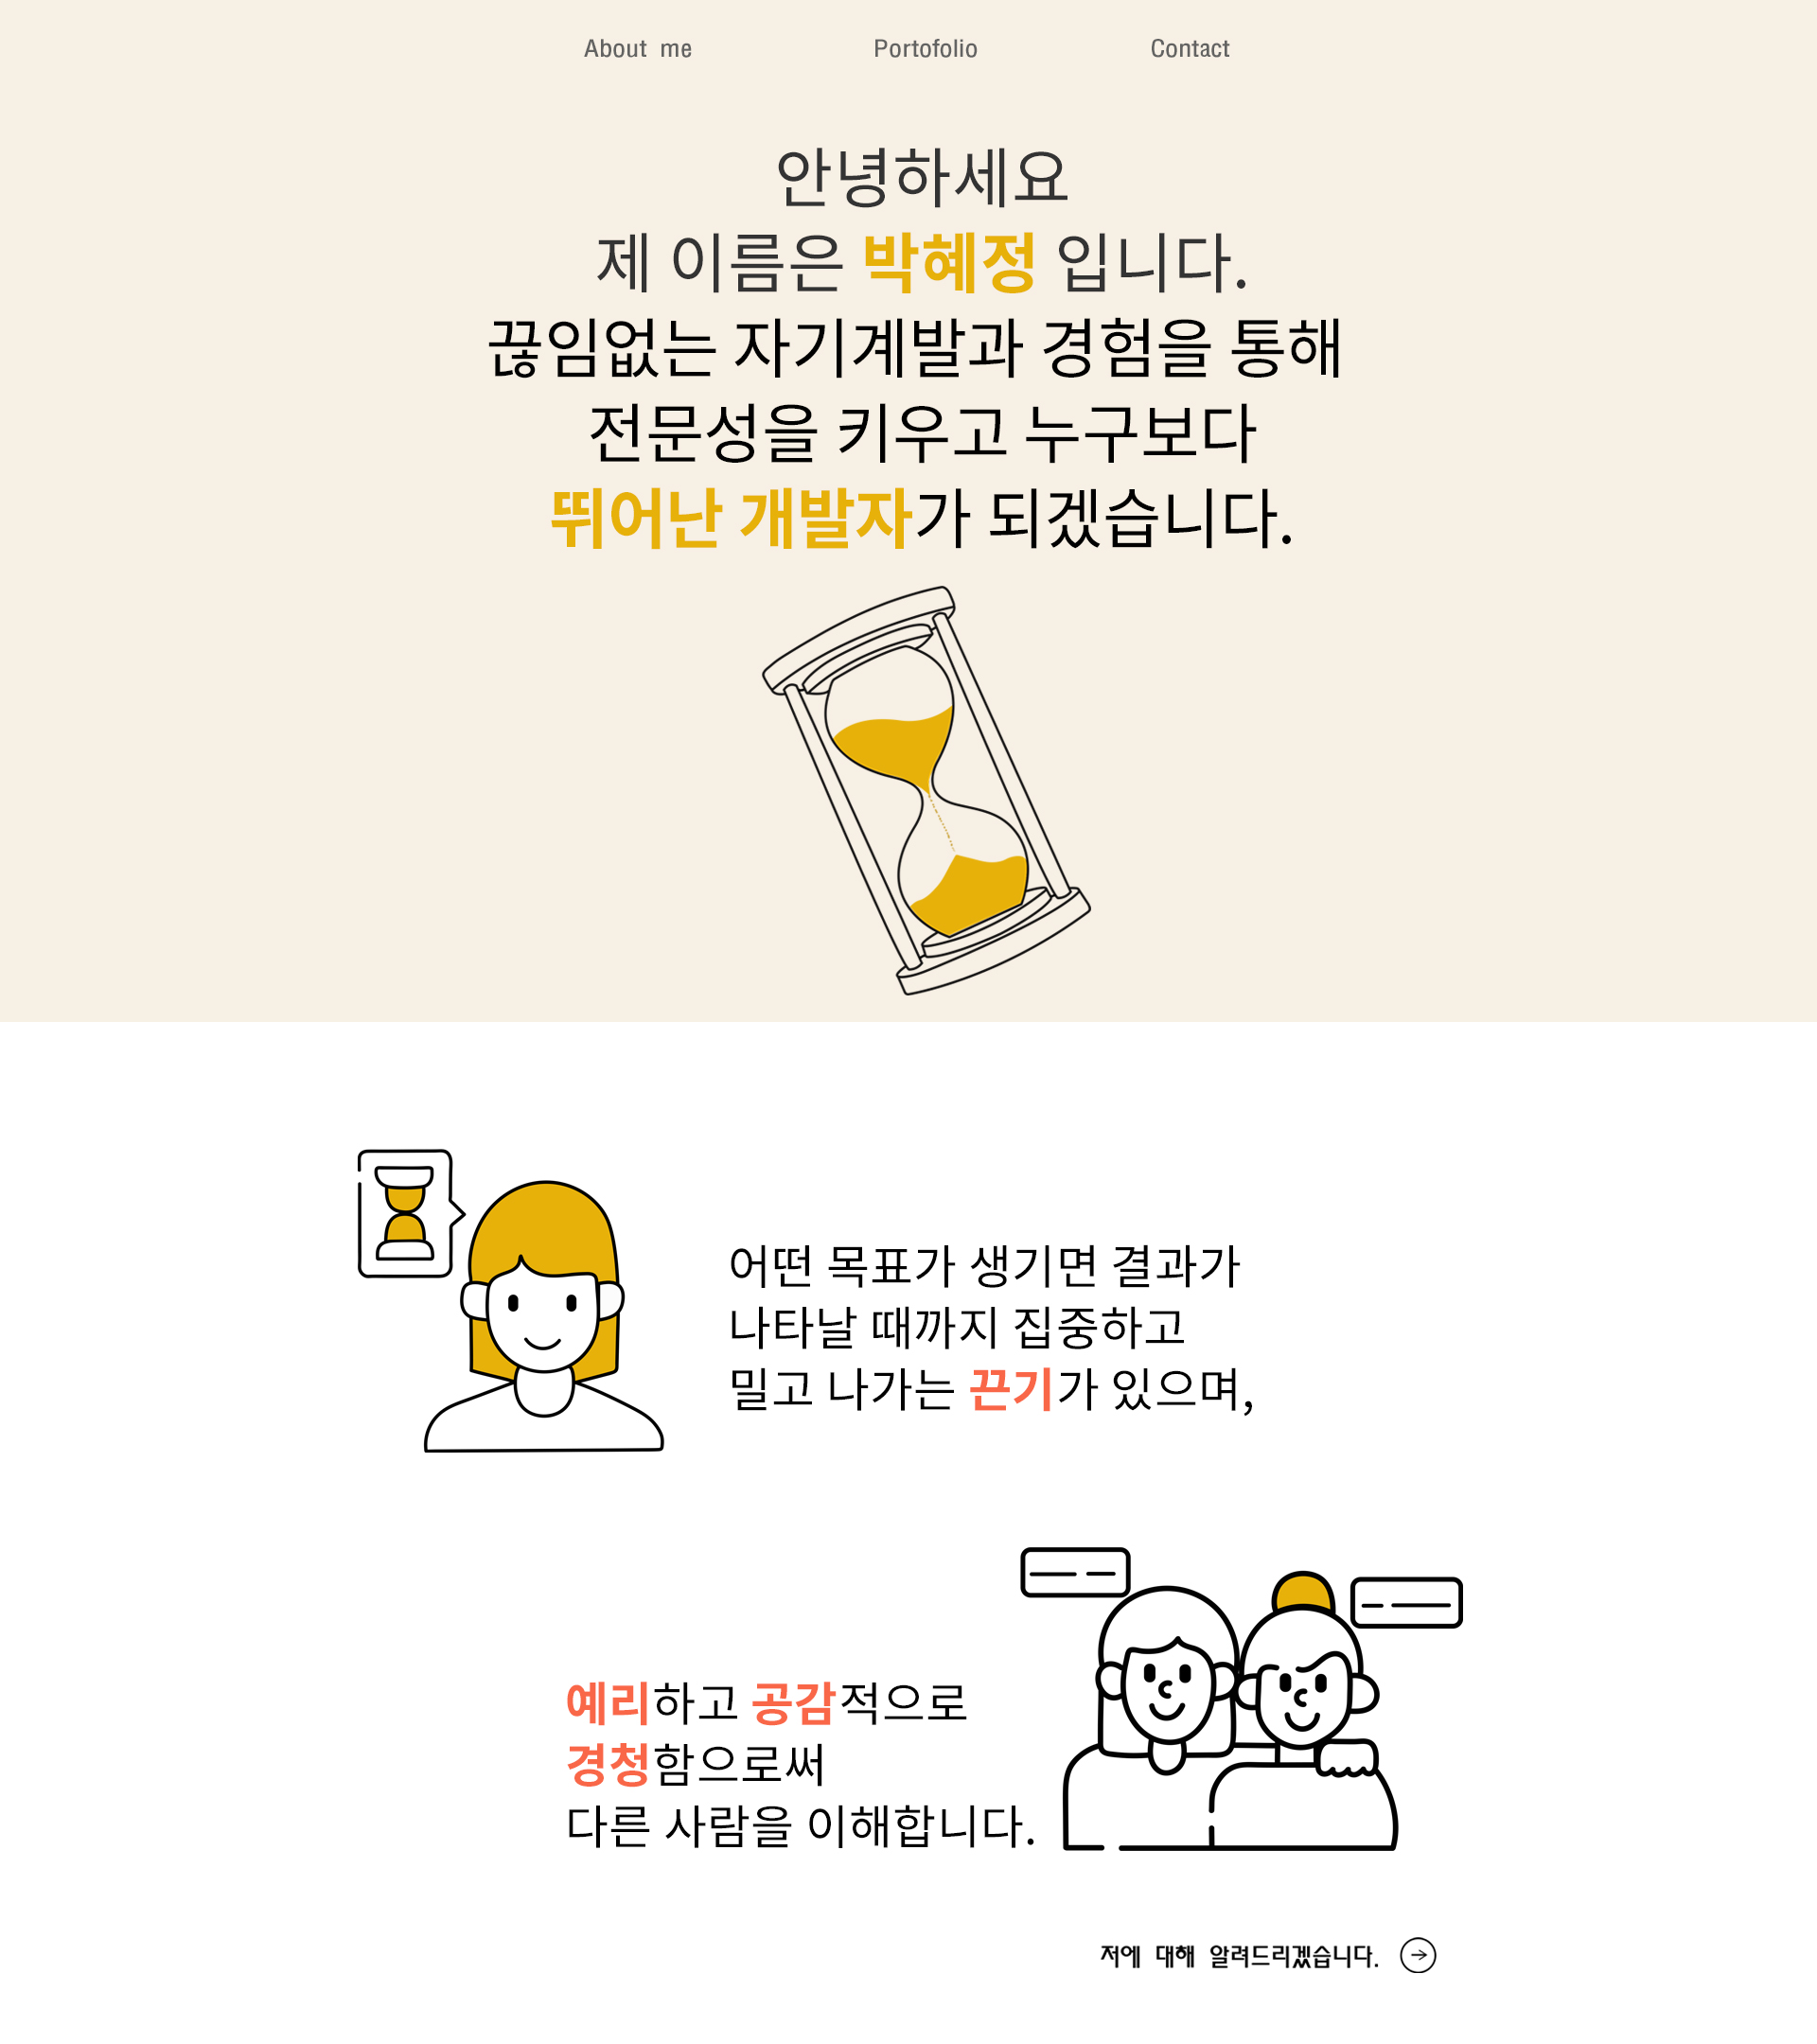 About me
Portofolio
Contact
안녕하세요
제 이름은 박혜정 입니다.
끊임없는 자기계발과 경험을 통해
전문성을 키우고 누구보다
뛰어난 개발자가 되겠습니다.
어떤 목표가 생기면 결과가
나타날 때까지 집중하고
밀고 나가는 끈기가 있으며,
예리하고 공감적으로
경청함으로써
다른 사람을 이해합니다.
저에 대해 알려드리겠습니다.